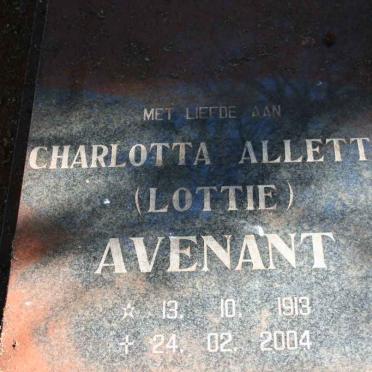 MET LIEFDE AAN
CHARLOTTA ALLETT
(LOTTIE)
AVENANT
☆ 13. 10. 1913
✝ 24. 02. 2004